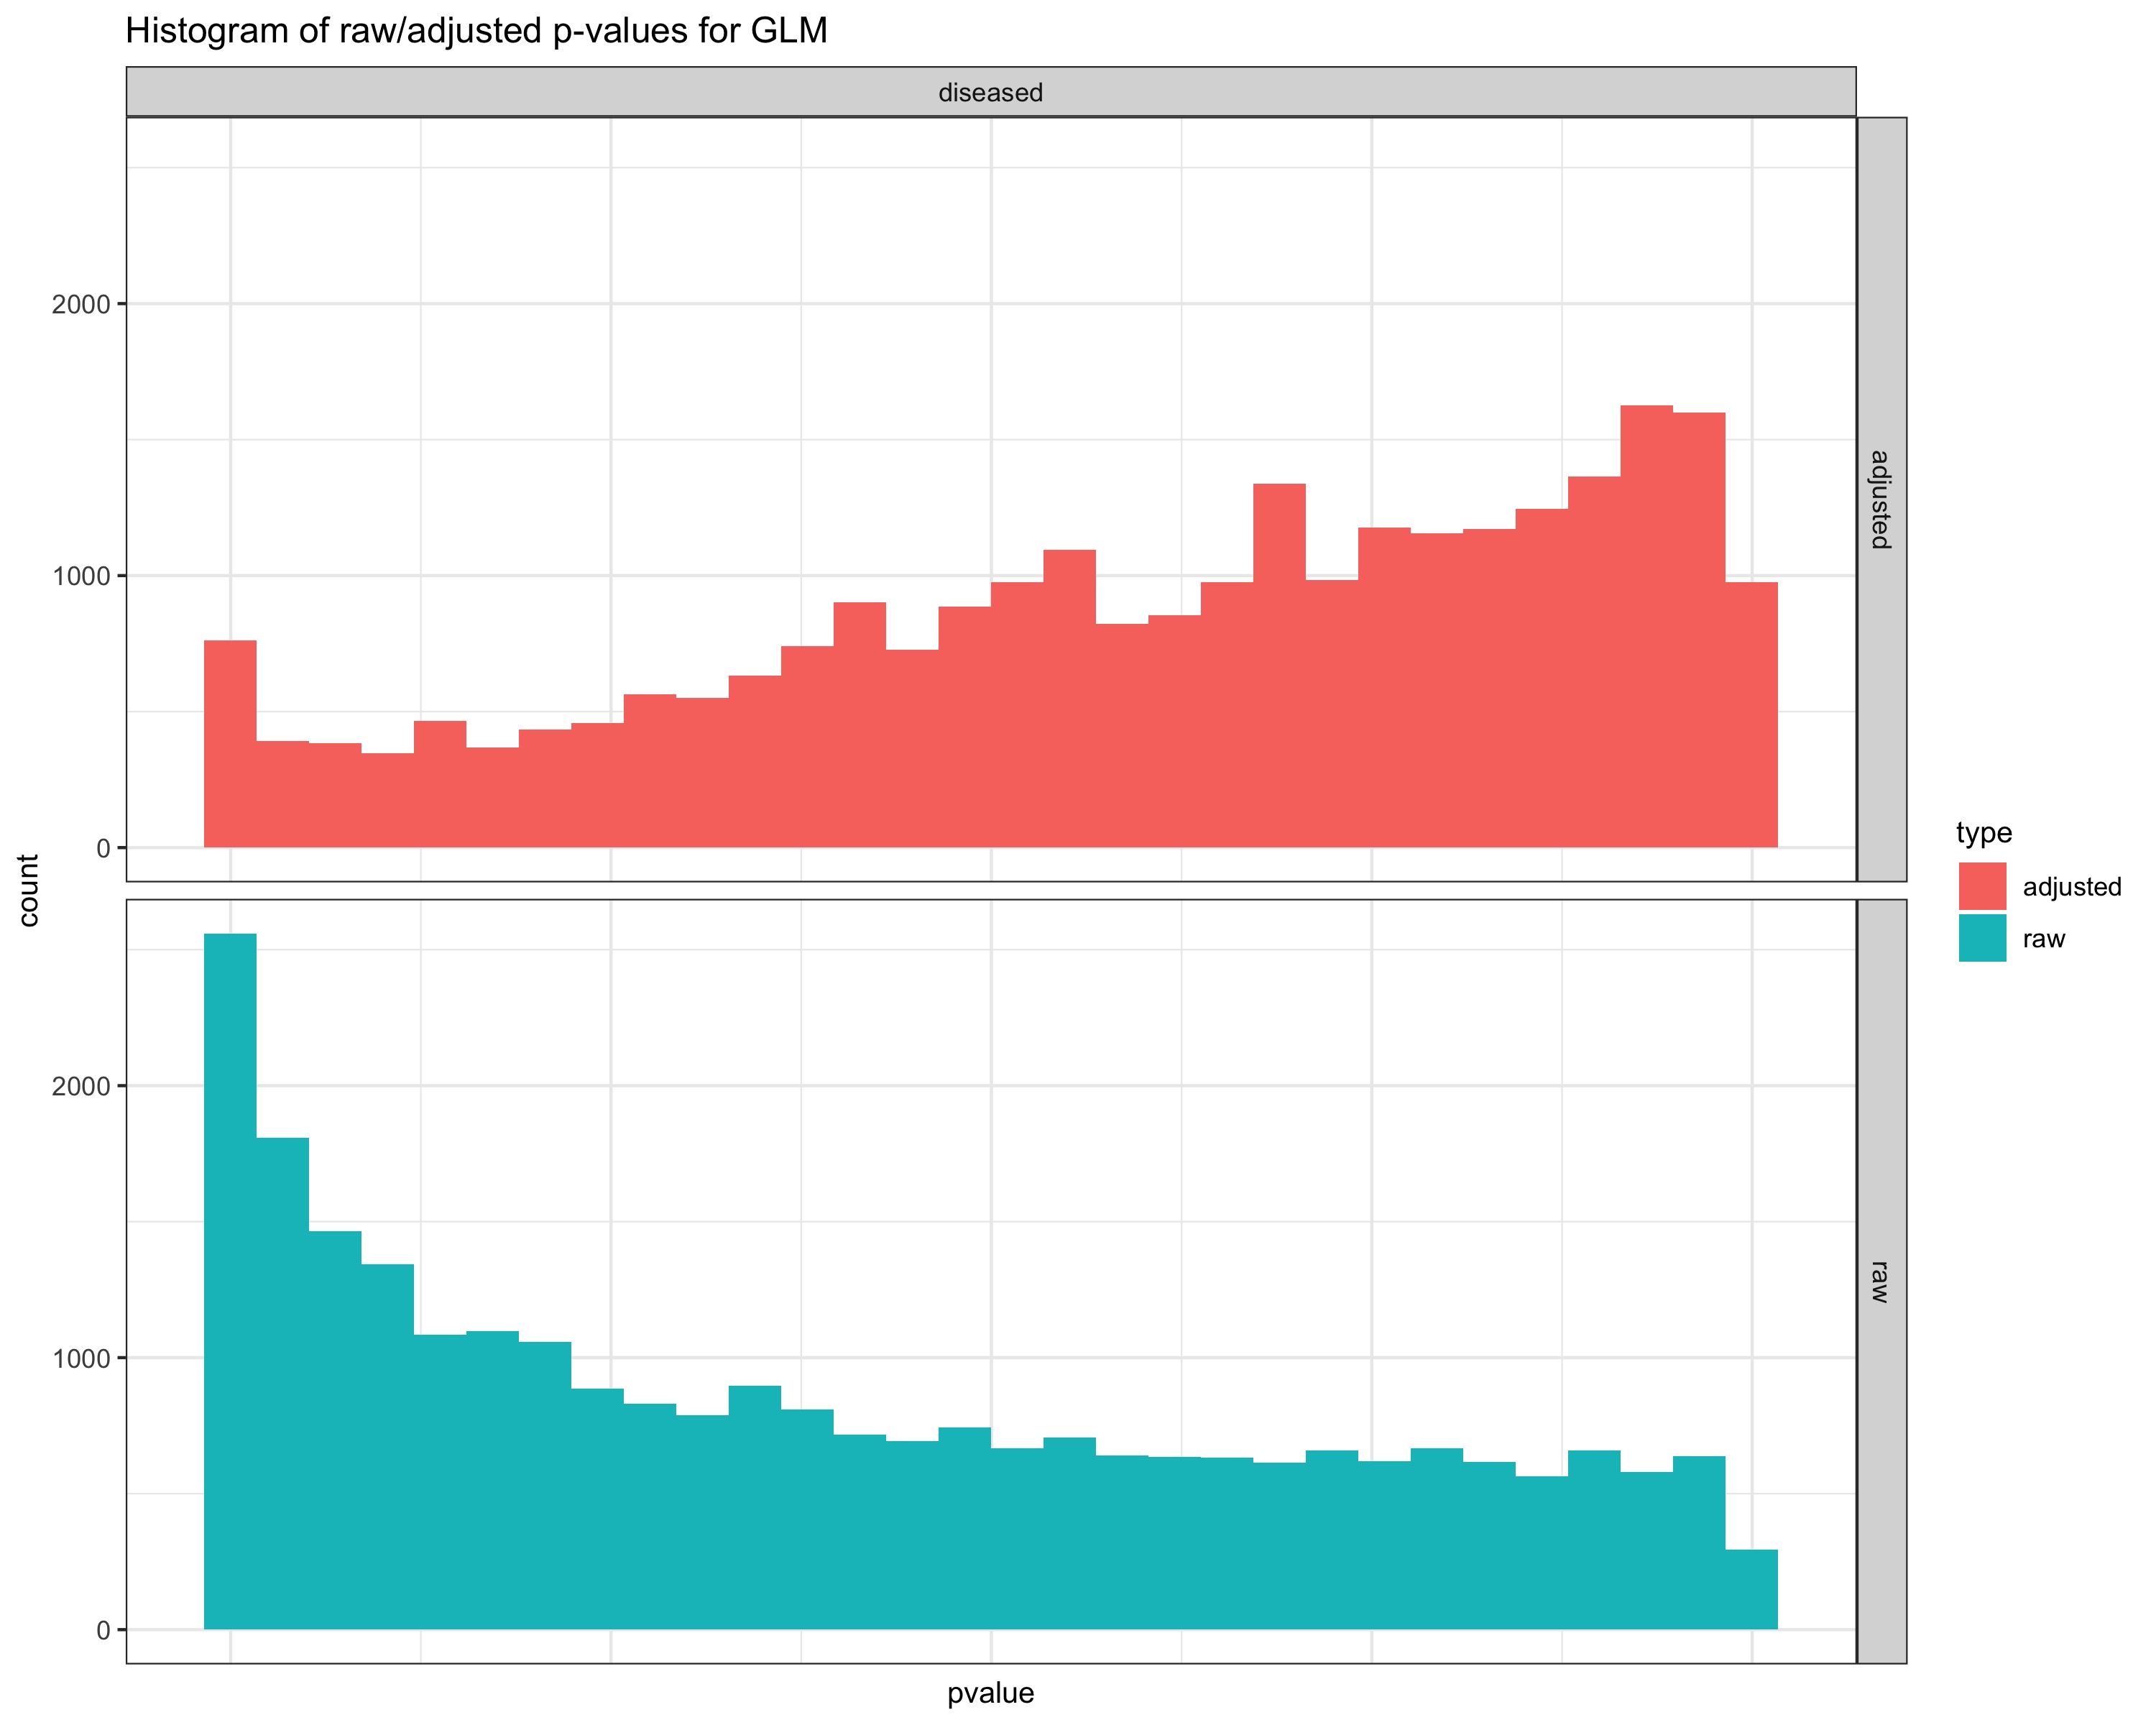 Histogram of raw/adjusted p-values for GLM
diseased
2000
1000
0
adjusted
2000
1000
0
raw
count
pvalue
type
adjusted
raw